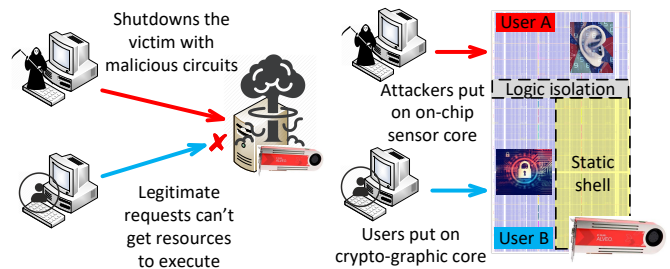 Shutdowns the
victim with
malicious circuits
Legitimate
requests can't
get resources
to execute
Attackers put
on on-chip
sensor core
Users put on
crypto-graphic core
User A
Logic isolation
Static
shell
User B